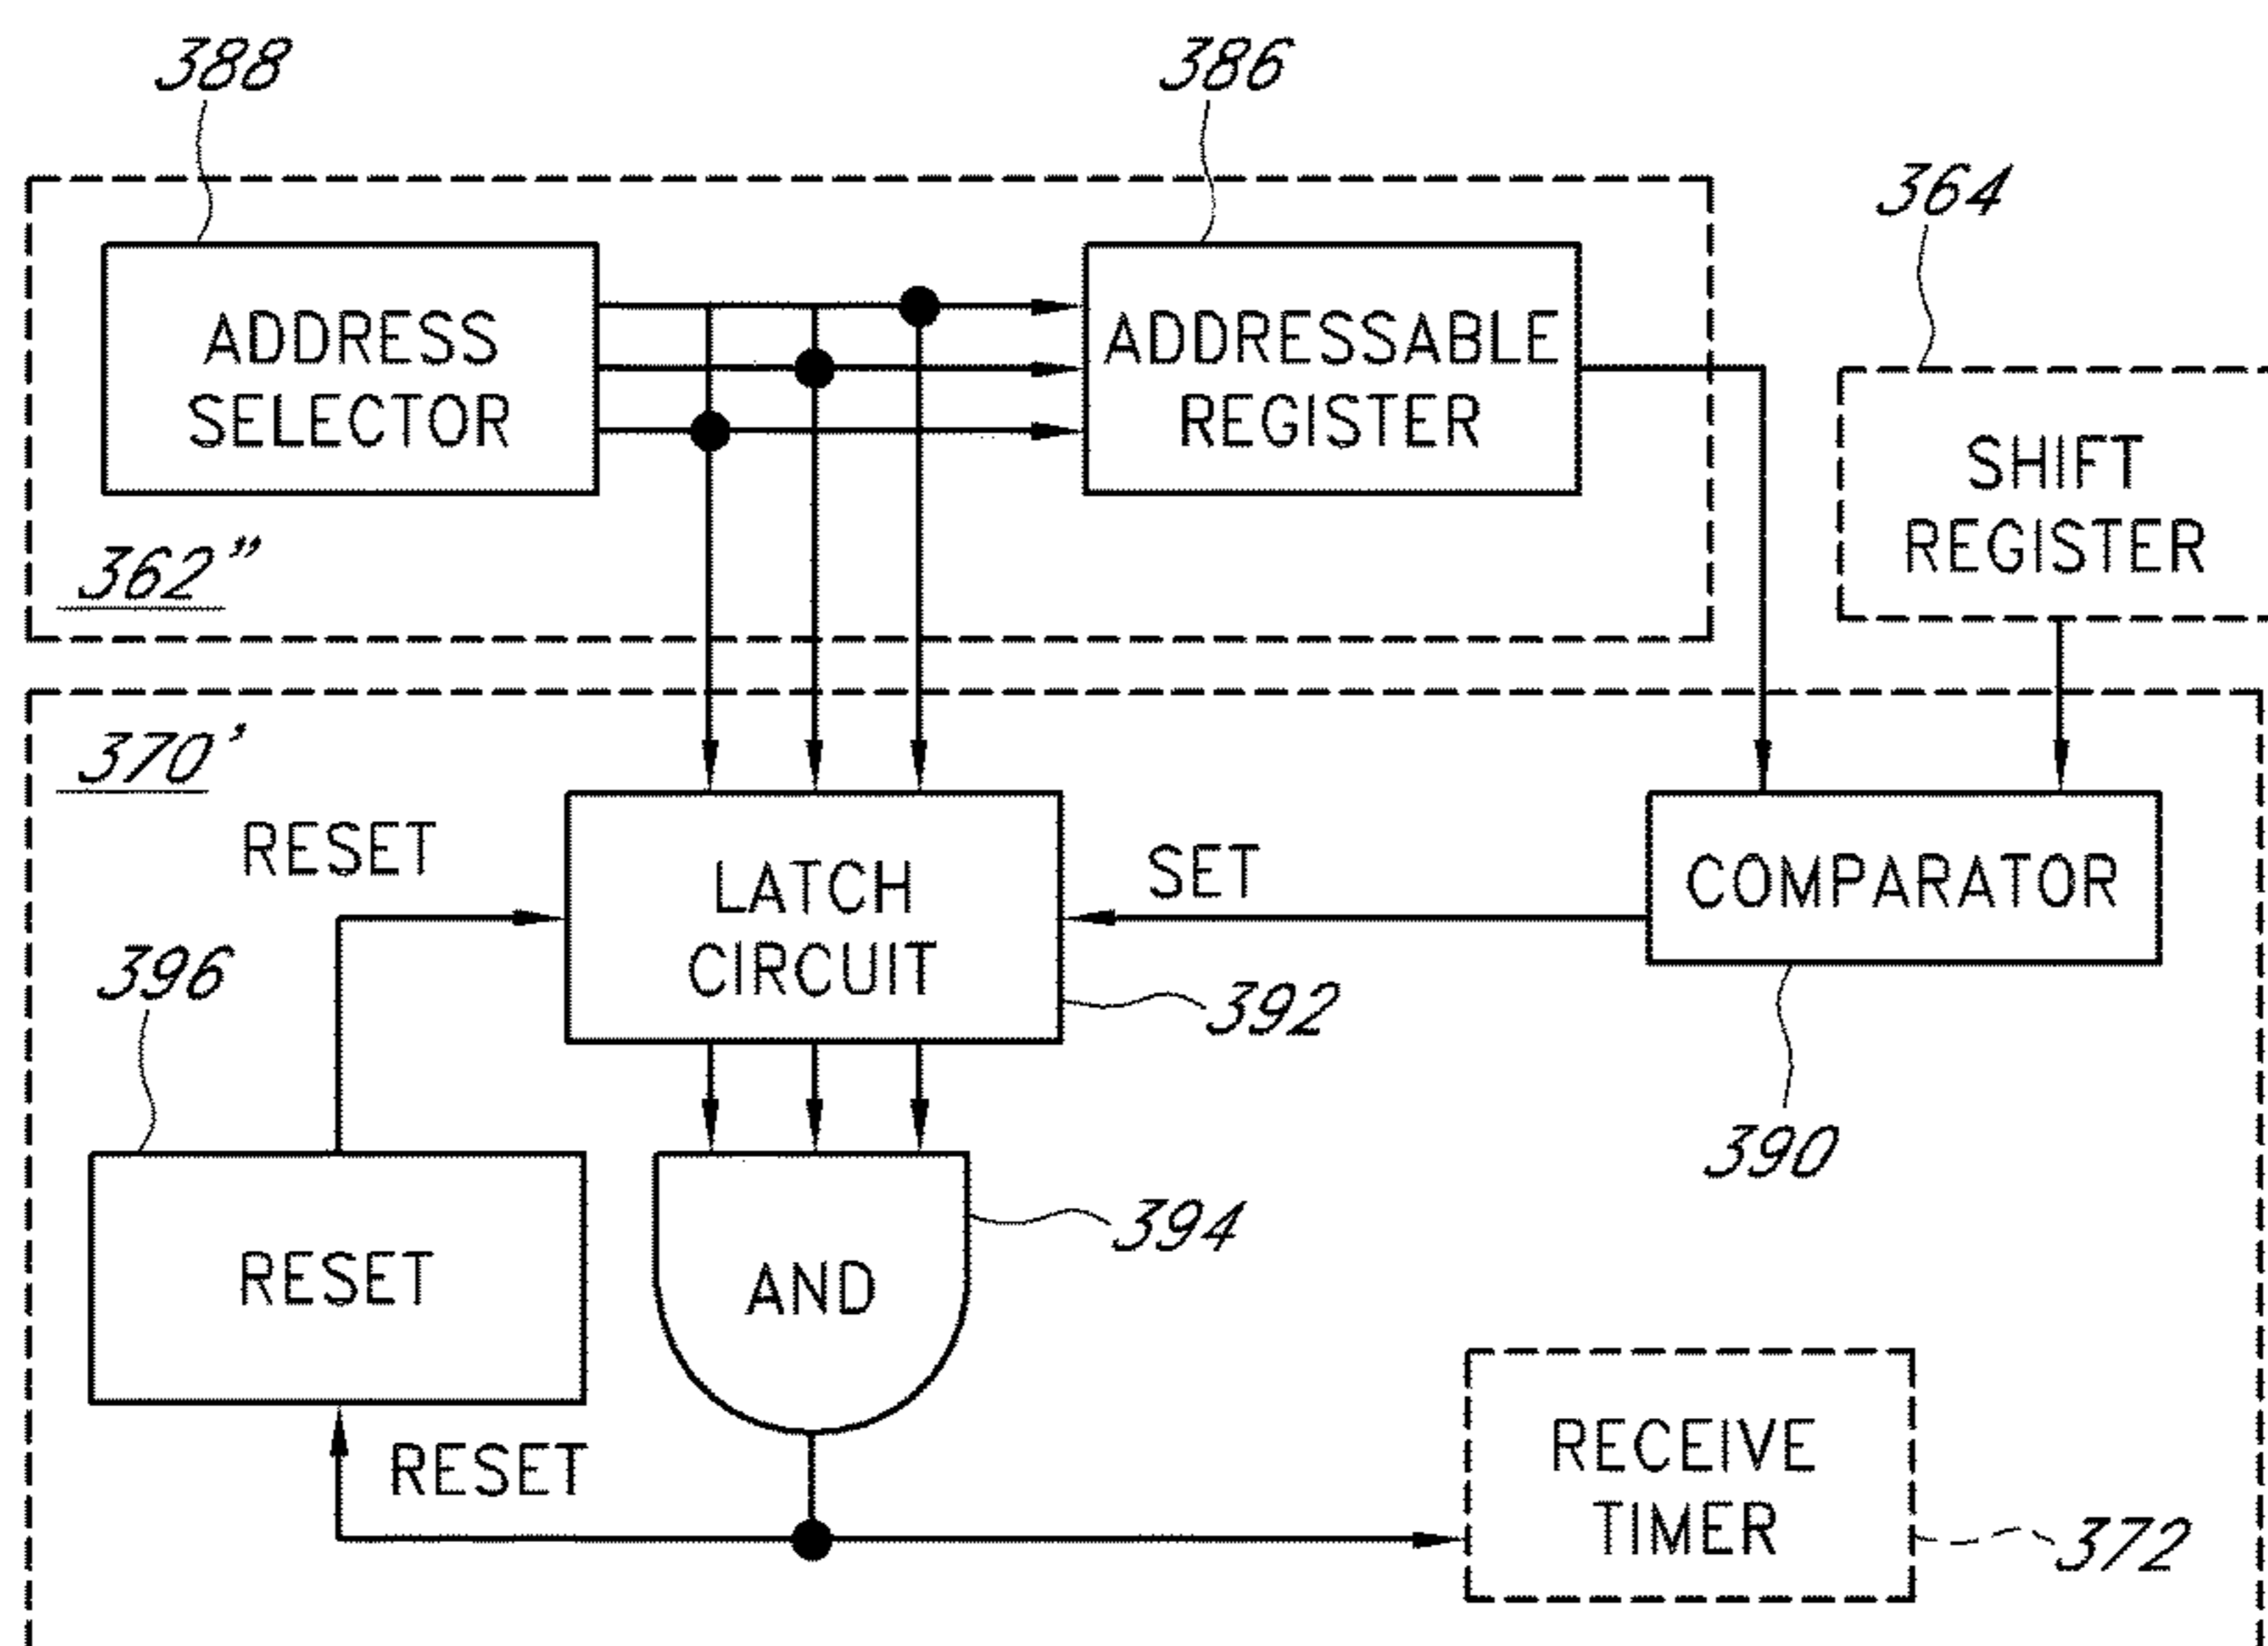 388
386
364
ADDRESS
SELECTOR
ADDRESSABLE
REGISTER
SHIFT
REGISTER
362"
370'
RESET
LATCH
CIRCUIT
SET
COMPARATOR
396
392
390
394
RESET
AND
RESET
RECEIVE
TIMER
372